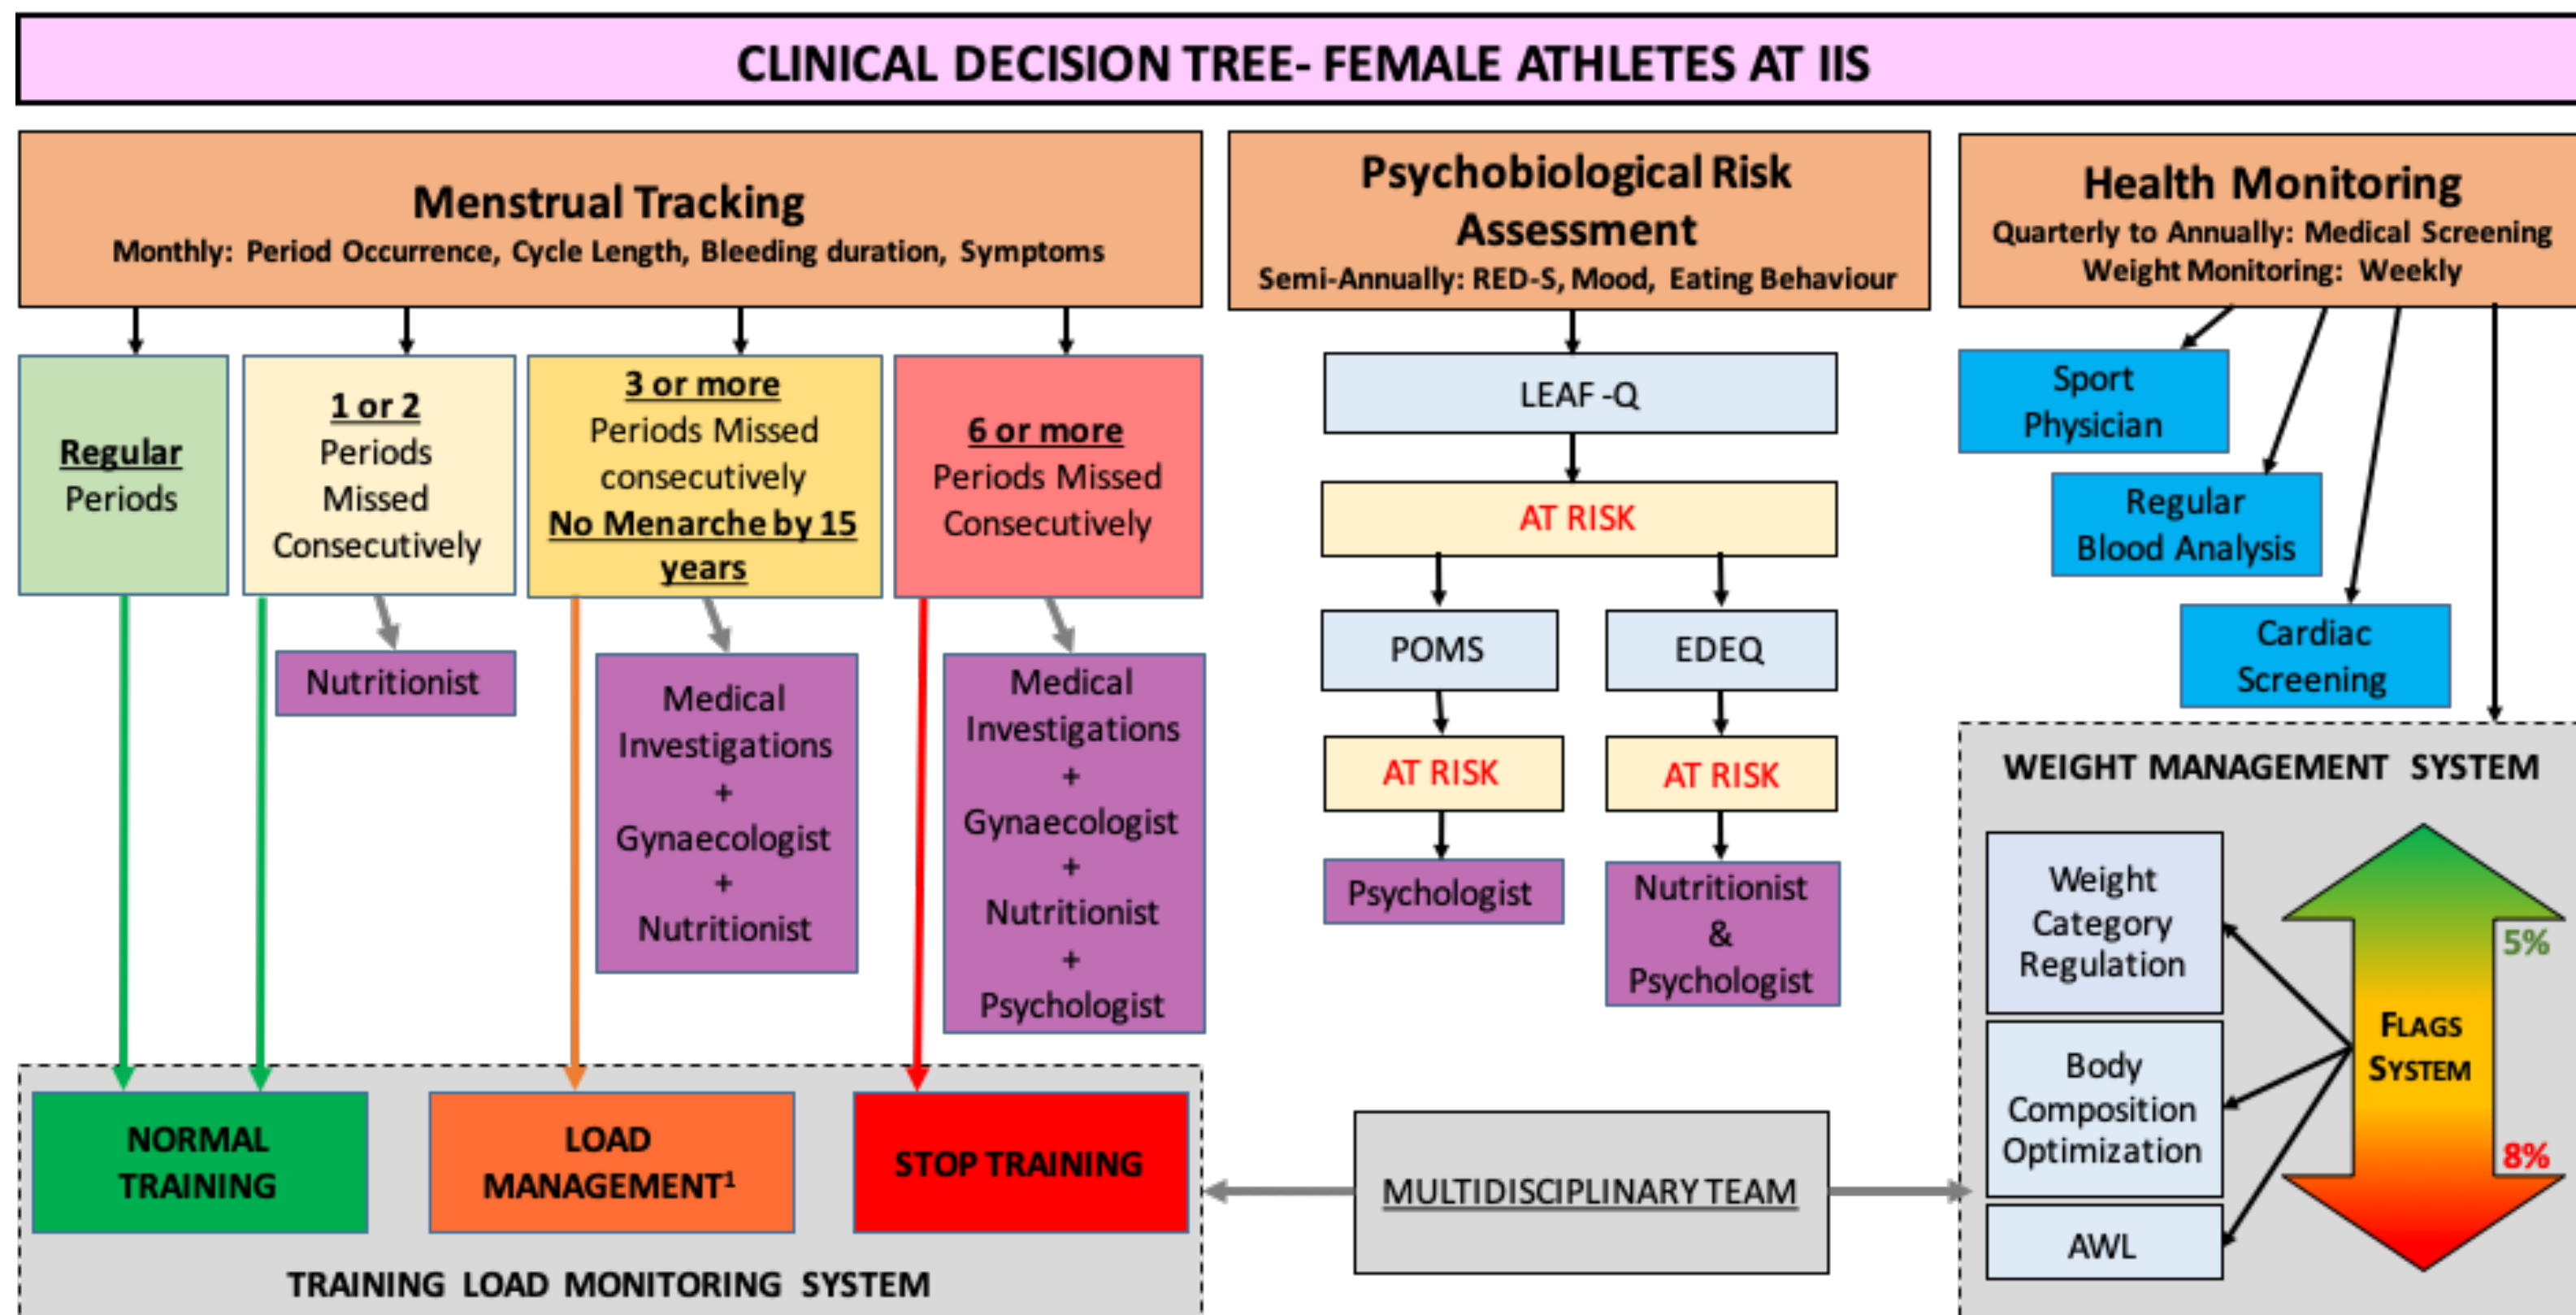 CLINICAL DECISION TREE- FEMALE ATHLETES AT IIS
Menstrual Tracking
Monthly: Period Occurrence, Cycle Length, Bleeding duration, Symptoms
Regular
Periods
1 or 2
Periods
Missed
Consecutively
3 or more
Periods Missed
consecutively
No Menarche by 15
years
6 or more
Periods Missed
Consecutively
Nutritionist
Medical
Investigations
+
Gynaecologist
+
Nutritionist
Medical
Investigations
+
Gynaecologist
+
Nutritionist
+
Psychologist
NORMAL
TRAINING
LOAD
MANAGEMENT¹
STOP TRAINING
TRAINING LOAD MONITORING SYSTEM
Psychobiological Risk
Assessment
Semi-Annually: RED-S, Mood, Eating Behaviour
LEAF -Q
AT RISK
POMS
EDEQ
AT RISK
AT RISK
Psychologist
Nutritionist
&
Psychologist
MULTIDISCIPLINARY TEAM
Health Monitoring
Quarterly to Annually: Medical Screening
Weight Monitoring: Weekly
Sport
Physician
Regular
Blood Analysis
Cardiac
Screening
WEIGHT MANAGEMENT SYSTEM
Weight
Category
Regulation
Body
Composition
Optimization
AWL
5%
FLAGS
SYSTEM
8%